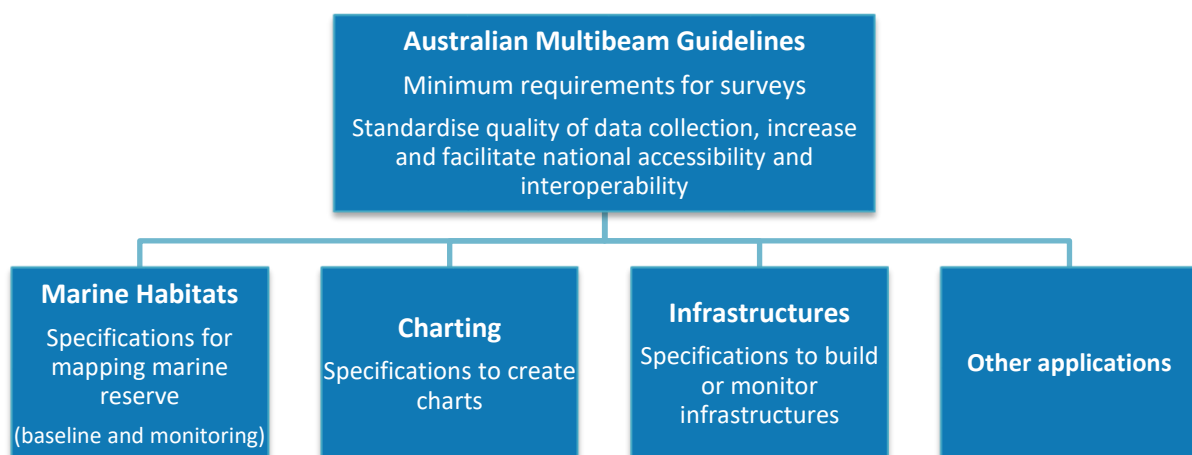 Australian Multibeam Guidelines
Minimum requirements for surveys
Standardise quality of data collection, increase
and facilitate national accessibility and
interoperability
Marine Habitats
Specifications for
mapping marine
reserve
(baseline and monitoring)
Charting
Specifications to create
charts
Infrastructures
Specifications to build
or monitor
infrastructures
Other applications